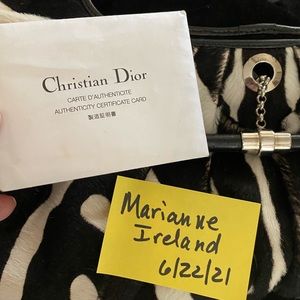 Christian Dior
CARTE D'AUTHENTICITE
AUTHENTICITY CERTIFICATE CARD
製造証明書
Marianne
Ireland
6/22/21